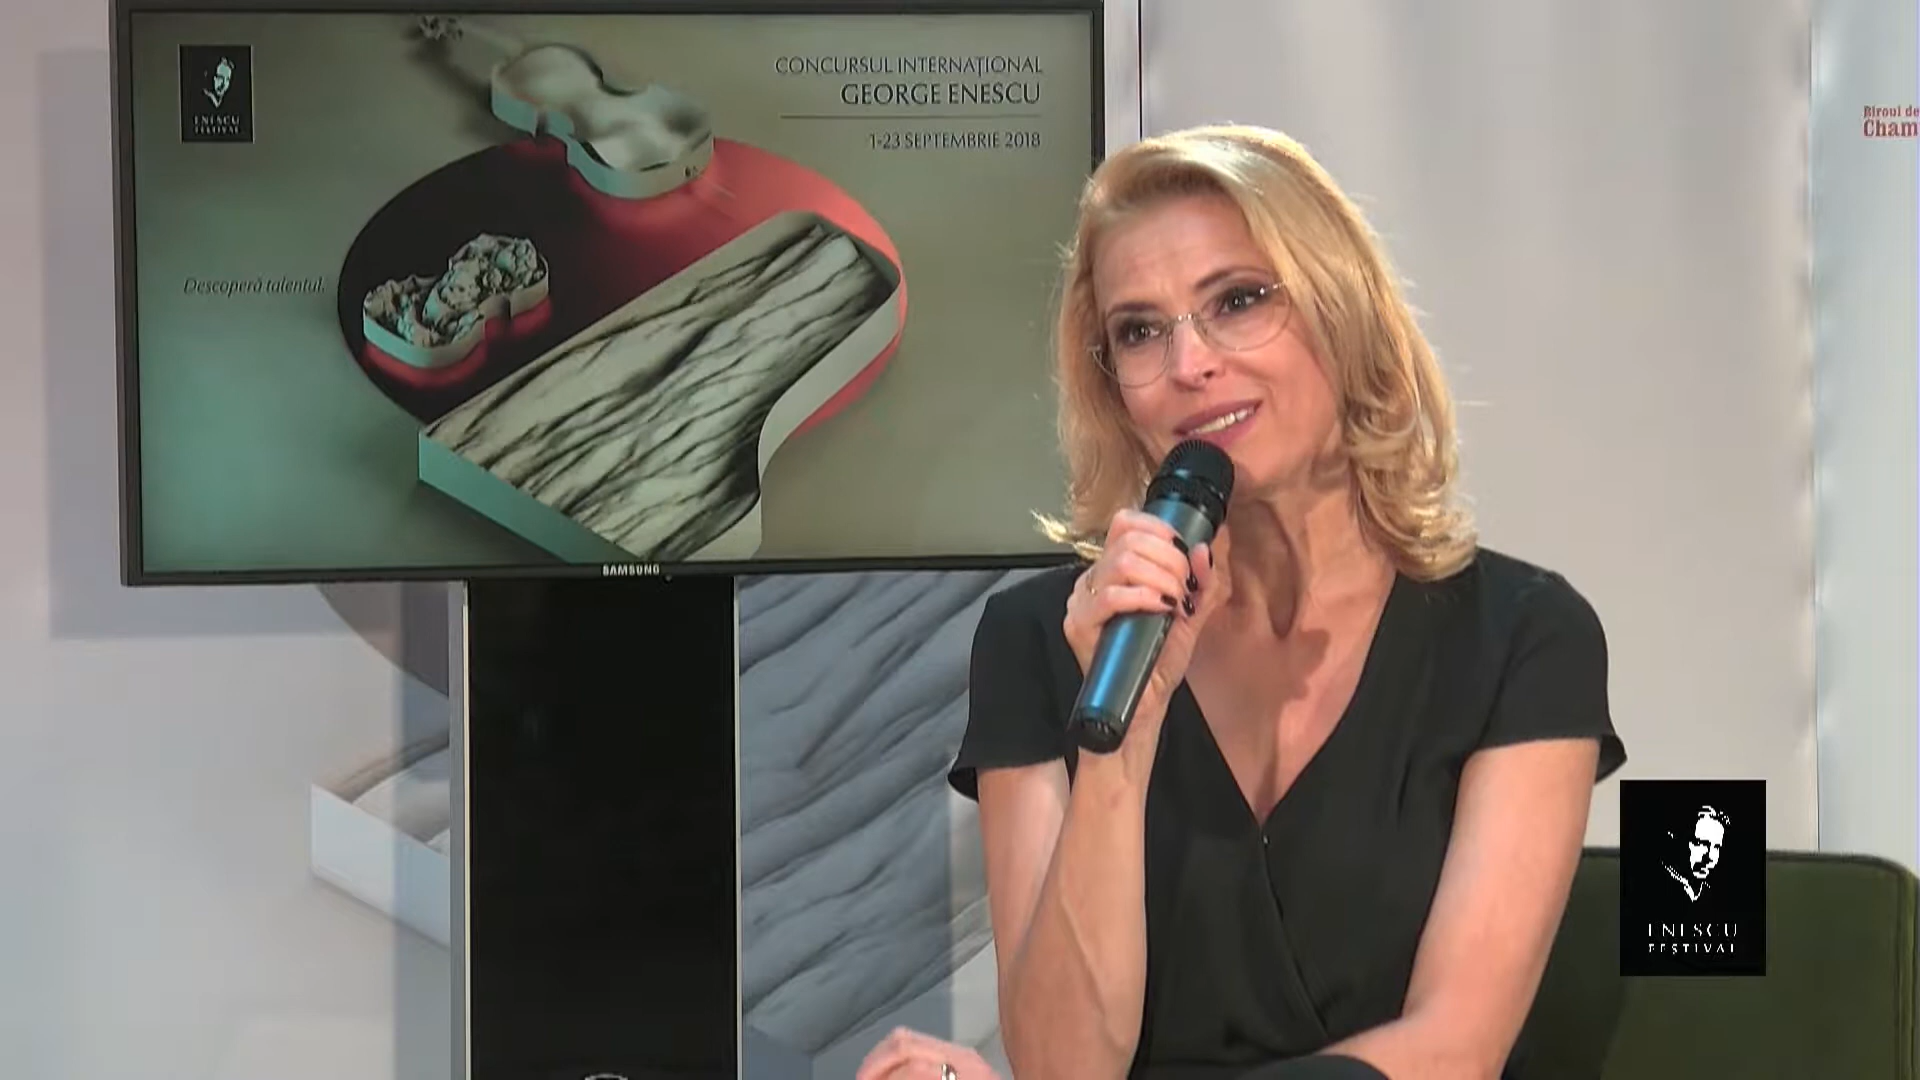 ENESCU
FESTIVAL
CONCURSUL INTERNAȚIONAL
GEORGE ENESCU
1-23 SEPTEMBRIE 2018
Descoperă talentul.
SAMSUNG
Biroul de
Cham
ENESCU
FESTIVAL